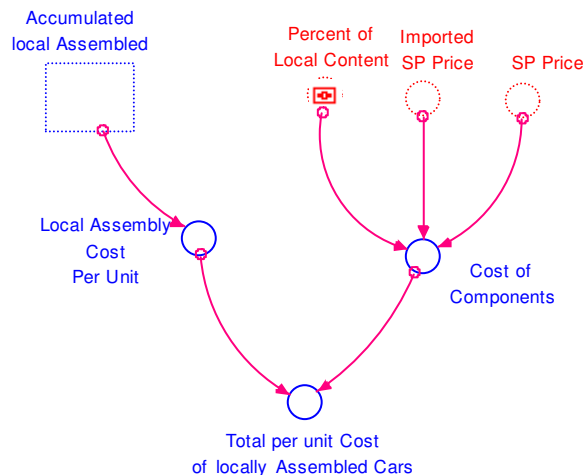 Accumulated
local Assembled
Percent of
Local Content
Imported
SP Price
SP Price
Local Assembly
Cost
Per Unit
Cost of
Components
Total per unit Cost
of locally Assembled Cars